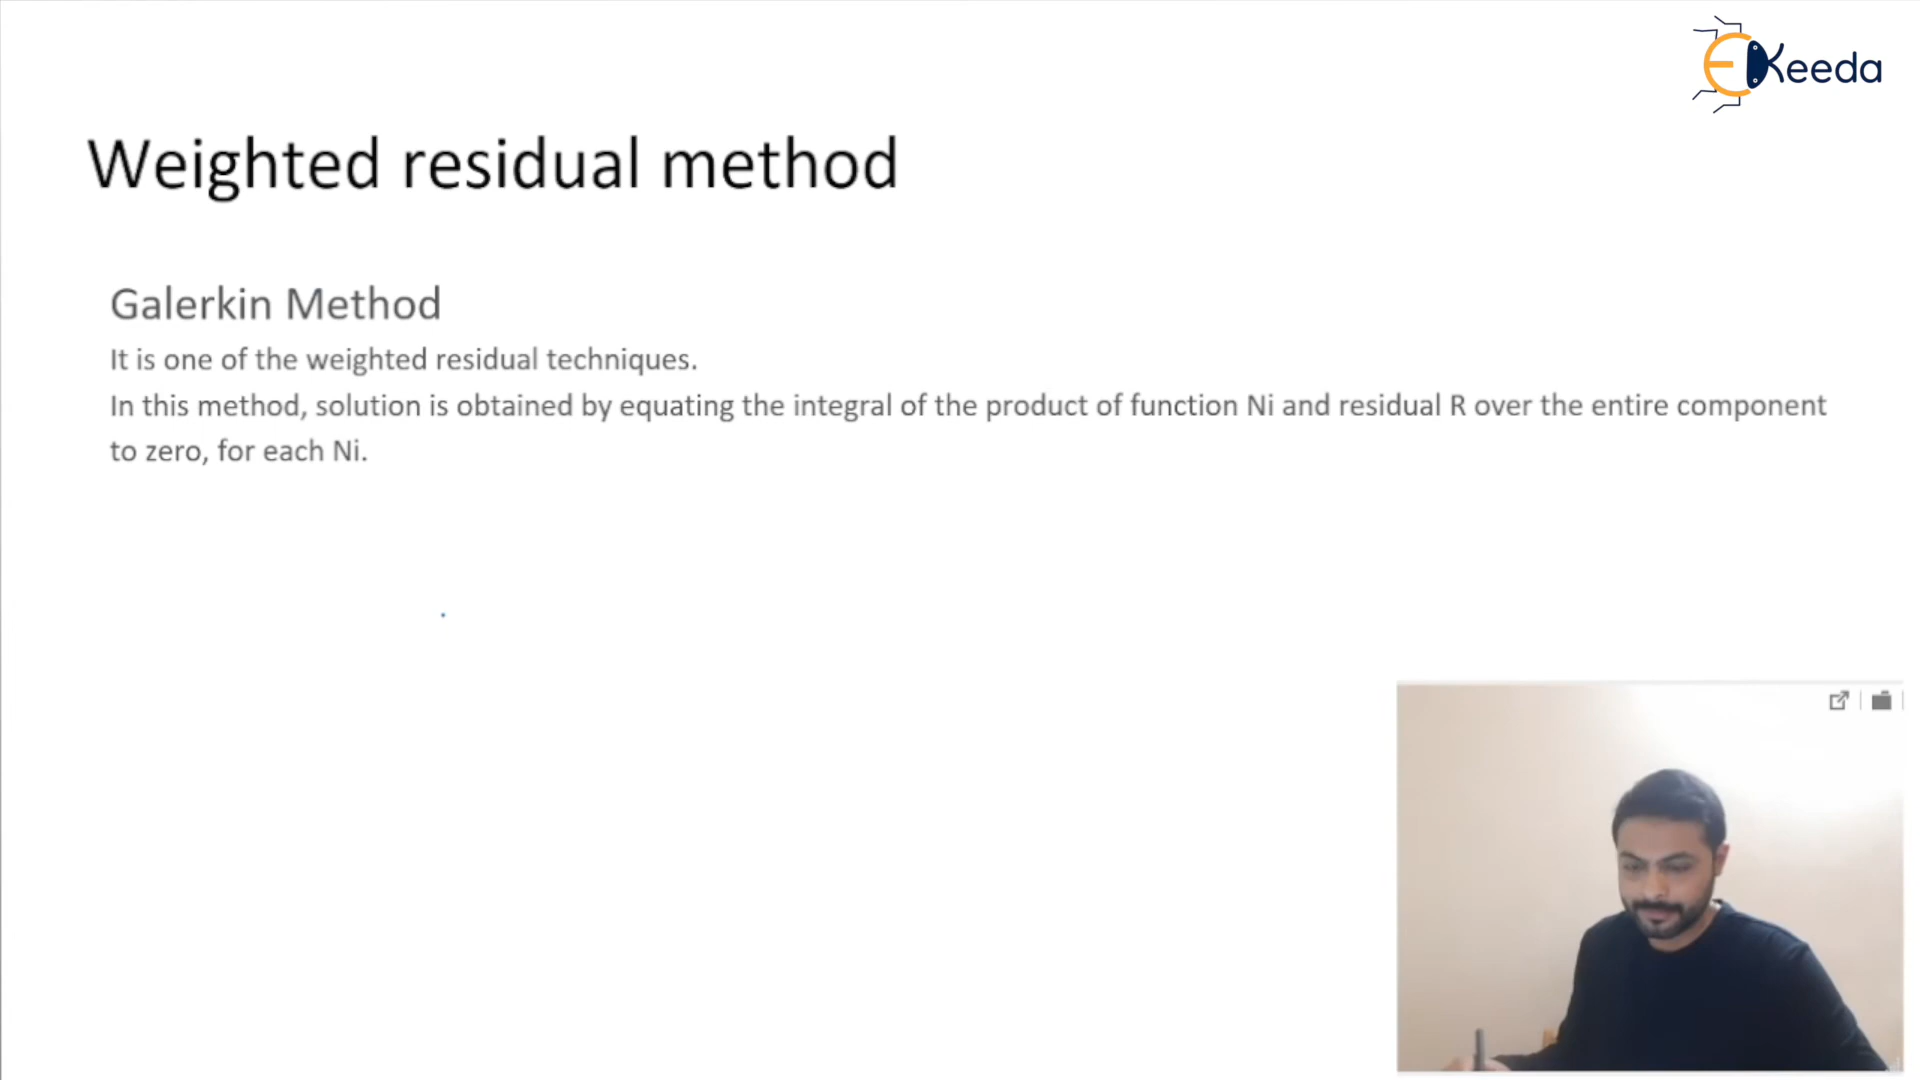 EKeeda
Weighted residual method
Galerkin Method
It is one of the weighted residual techniques.
In this method, solution is obtained by equating the integral of the product of function Ni and residual R over the entire component
to zero, for each Ni.